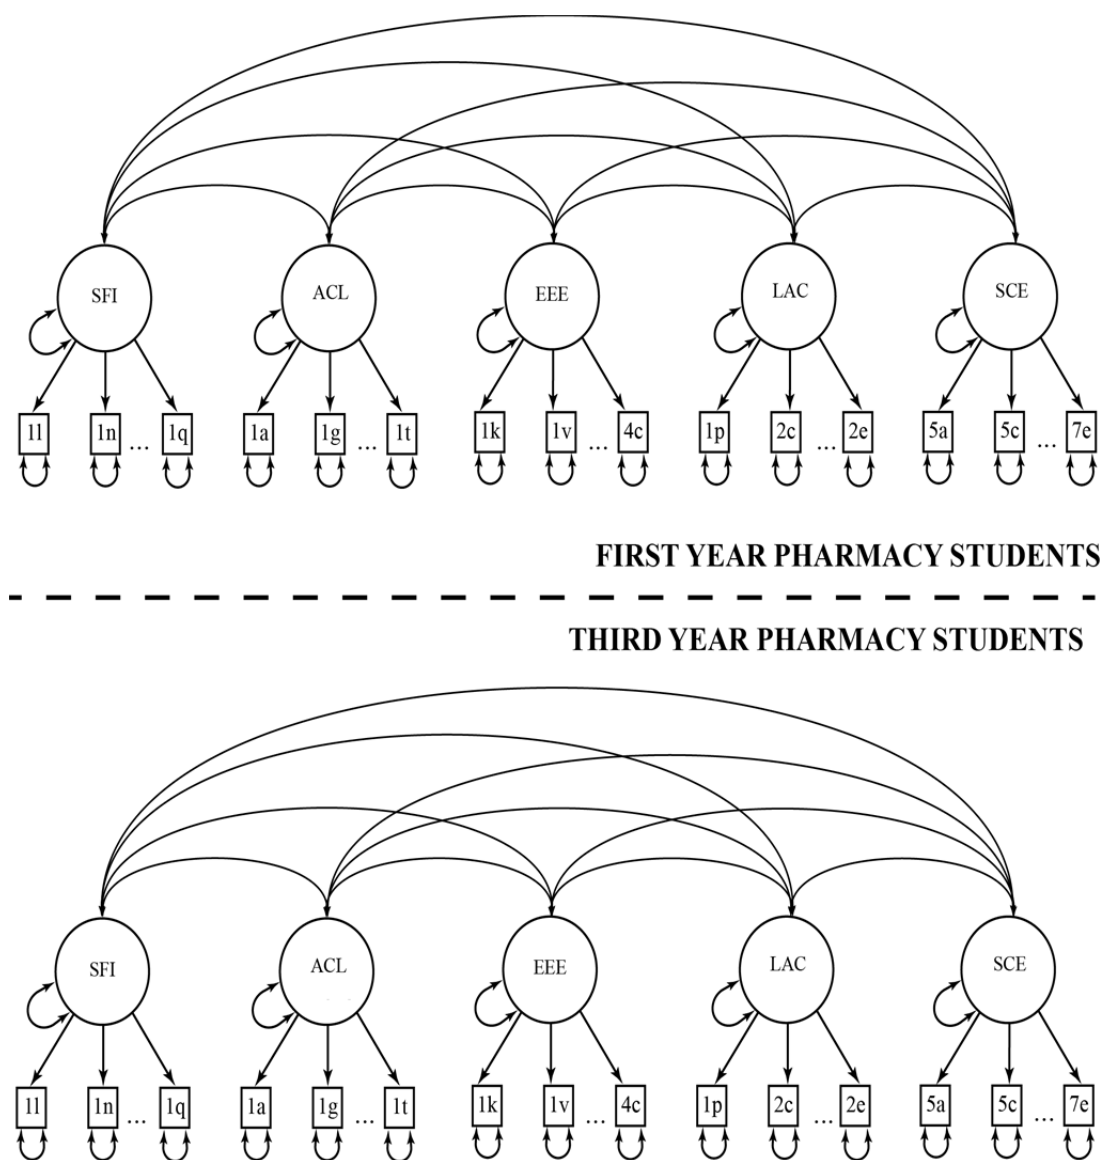 SFI ACL EEE LAC SCE
1l 1n ... 1q 1a 1g ... 1t 1k 1v ... 4c 1p 2c ... 2e 5a 5c ... 7e
FIRST YEAR PHARMACY STUDENTS
THIRD YEAR PHARMACY STUDENTS
SFI ACL EEE LAC SCE
1l 1n ... 1q 1a 1g ... 1t 1k 1v ... 4c 1p 2c ... 2e 5a 5c ... 7e